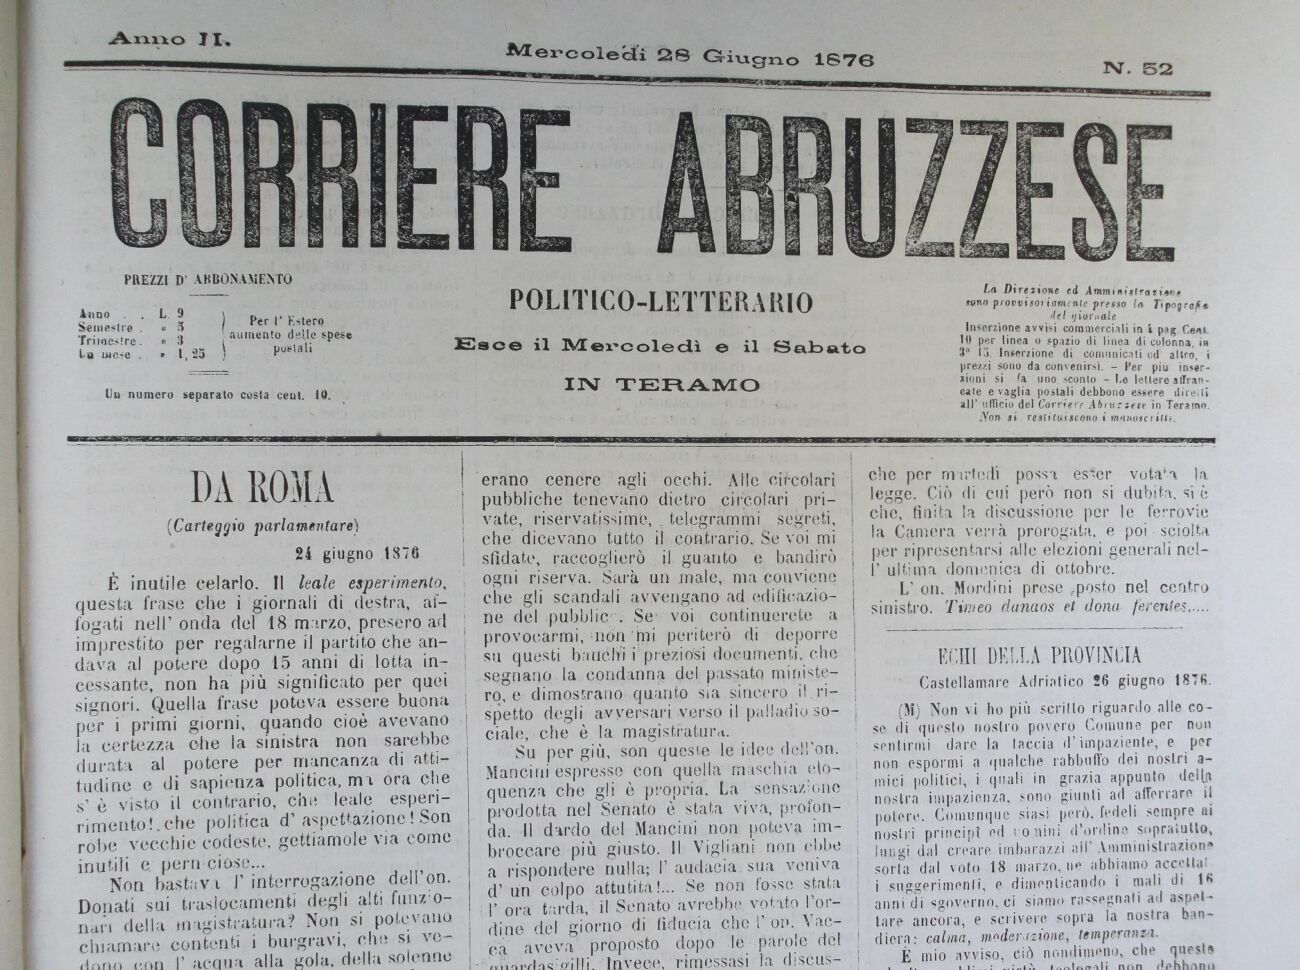 Anno II.
Mercoledì 28 Giugno 1876
N. 52
CORRIERE ABRUZZESE
PREZZI D' ABBONAMENTO
Anno . . L. 9
Semestre . » 5
Trimestre . » 3
Un mese . » 1,25
Per l' Estero
aumento delle spese
postali
Un numero separato costa cent. 10.
POLITICO-LETTERARIO
Esce il Mercoledì e il Sabato
IN TERAMO
La Direzione ed Amministrazione
sono provvisoriamente presso la Tipografia
del giornale
Inserzione avvisi commerciali in 4 pag. Cent.
10 per linea o spazio di linea di colonna, in
3ª 15. Inserzione di comunicati od altro, i
prezzi sono da convenirsi. - Per più inser-
zioni si fa uno sconto - Le lettere affran-
cate e vaglia postali debbono essere diretti
all' ufficio del Corriere Abruzzese in Teramo.
Non si restituiscono i manoscritti.
DA ROMA
(Carteggio parlamentare)
24 giugno 1876
È inutile celarlo. Il leale esperimento,
questa frase che i giornali di destra, af-
fogati nell' onda del 18 marzo, presero ad
imprestito per regalarne il partito che an-
dava al potere dopo 15 anni di lotta in-
cessante, non ha più significato per quei
signori. Quella frase poteva essere buona
per i primi giorni, quando cioè avevano
la certezza che la sinistra non sarebbe
durata al potere per mancanza di atti-
tudine e di sapienza politica, ma ora che
s' è visto il contrario, che leale esperi-
rimento!.che politica d' aspettazione! Son
robe vecchie codeste, gettiamole via come
inutili e perniciose...
Non bastava l' interrogazione dell'on.
Donati sui traslocamenti degli alti funzio-
nari della magistratura? Non si potevano
chiamare contenti i burgravi, che si ve-
dono con l' acqua alla gola, della solenne
erano cenere agli occhi. Alle circolari
pubbliche tenevano dietro circolari pri-
vate, riservatissime, telegrammi segreti,
che dicevano tutto il contrario. Se voi mi
sfidate, raccoglierò il guanto e bandirò
ogni riserva. Sarà un male, ma conviene
che gli scandali avvengano ad edificazio-
ne del pubblic . Se voi continuerete a
provocarmi, non mi periterò di deporre
su questi banchi i preziosi documenti, che
segnano la condanna del passato ministe-
ro, e dimostrano quanto sia sincero il ri-
spetto degli avversari verso il palladio so-
ciale, che è la magistratura.
Su per giù, son queste le idee dell'on.
Mancini espresse con quella maschia elo-
quenza che gli è propria. La sensazione
prodotta nel Senato è stata viva, profon-
da. Il dardo del Mancini non poteva im-
broccare più giusto. Il Vigliani non ebbe
a rispondere nulla; l' audacia sua veniva
d' un colpo attutita!... Se non fosse stata
l' ora tarda, il Senato avrebbe votato l'or-
dine del giorno di fiducia che l' on. Vac-
ca aveva proposto dopo le parole del
guardasigilli. Invece, rimessasi la discus-
che per martedì possa esser votata la
legge. Ciò di cui però non si dubita, si è
che, finita la discussione per le ferrovie
la Camera verrà prorogata, e poi sciolta
per ripresentarsi alle elezioni generali nel-
l' ultima domenica di ottobre.
L' on. Mordini prese posto nel centro
sinistro. Timeo danaos et dona ferentes,....
ECHI DELLA PROVINCIA
Castellamare Adriatico 26 giugno 1876.
(M) Non vi ho più scritto riguardo alle co-
se di questo nostro povero Comune per non
sentirmi dare la taccia d' impaziente, e per
non espormi a qualche rabbuffo dei nostri a-
mici politici, i quali in grazia appunto della
nostra impazienza, sono giunti ad afferrare il
potere. Comunque siasi però, fedeli sempre ai
nostri principî ed uomini d'ordine sopratutto,
lungi dal creare imbarazzi all' Amministrazione
sorta dal voto 18 marzo, ne abbiamo accettati
i suggerimenti, e dimenticando i mali di 16
anni di sgoverno, ci siamo rassegnati ad aspet-
tare ancora, e scrivere sopra la nostra ban-
diera: calma, moderazione, temperanza.
È mio avviso, ciò nondimeno, che queste
virtù teologali non debbono